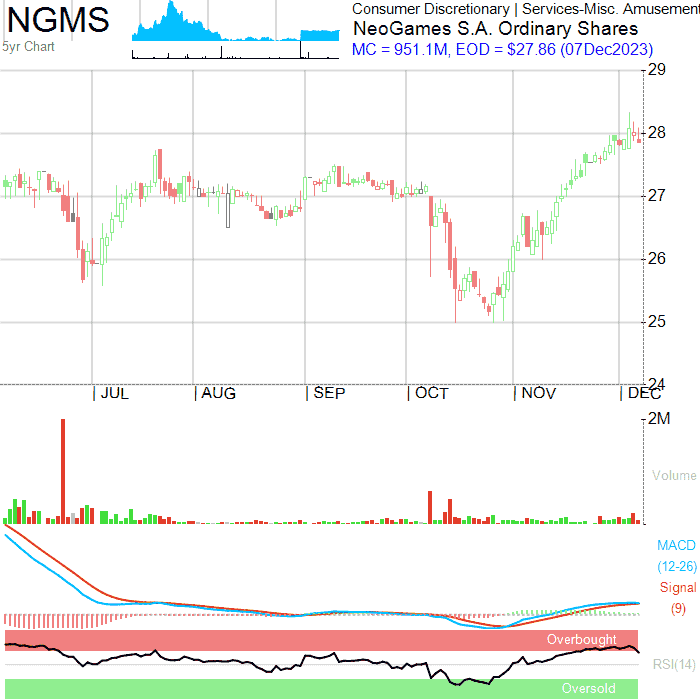 NGMS
5yr Chart
Consumer Discretionary | Services-Misc. Amusement
NeoGames S.A. Ordinary Shares
MC = 951.1M, EOD = $27.86 (07Dec2023)
29
28
27
26
25
24
JUL
AUG
SEP
OCT
NOV
DEC
2M
Volume
MACD
(12-26)
Signal
(9)
Overbought
RSI(14)
Oversold